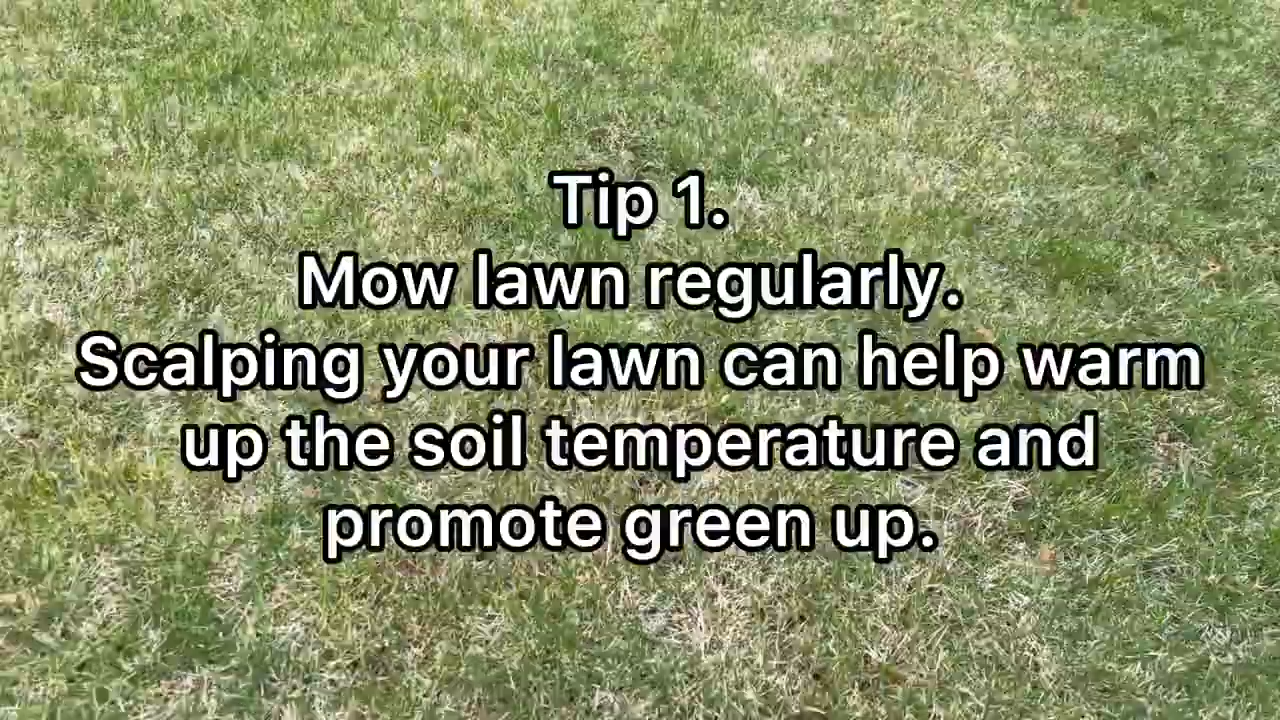 Tip 1.
Mow lawn regularly.
Scalping your lawn can help warm
up the soil temperature and
promote green up.